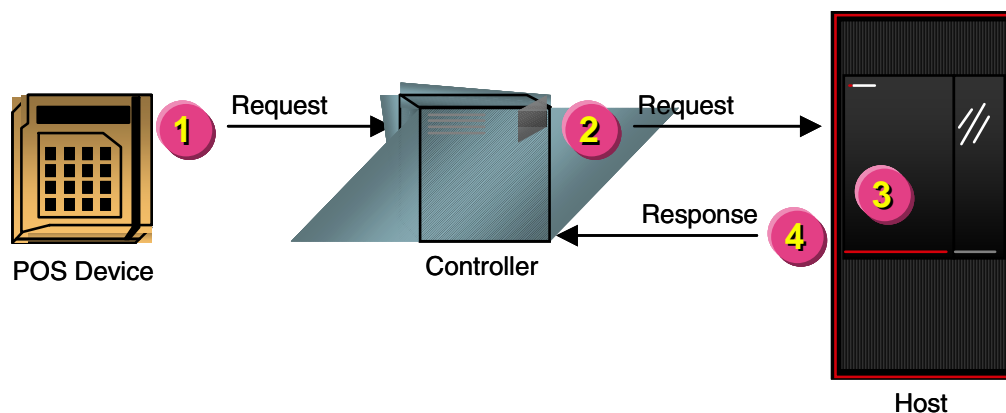 1
Request
2
Request
3
Response
4
POS Device
Controller
Host